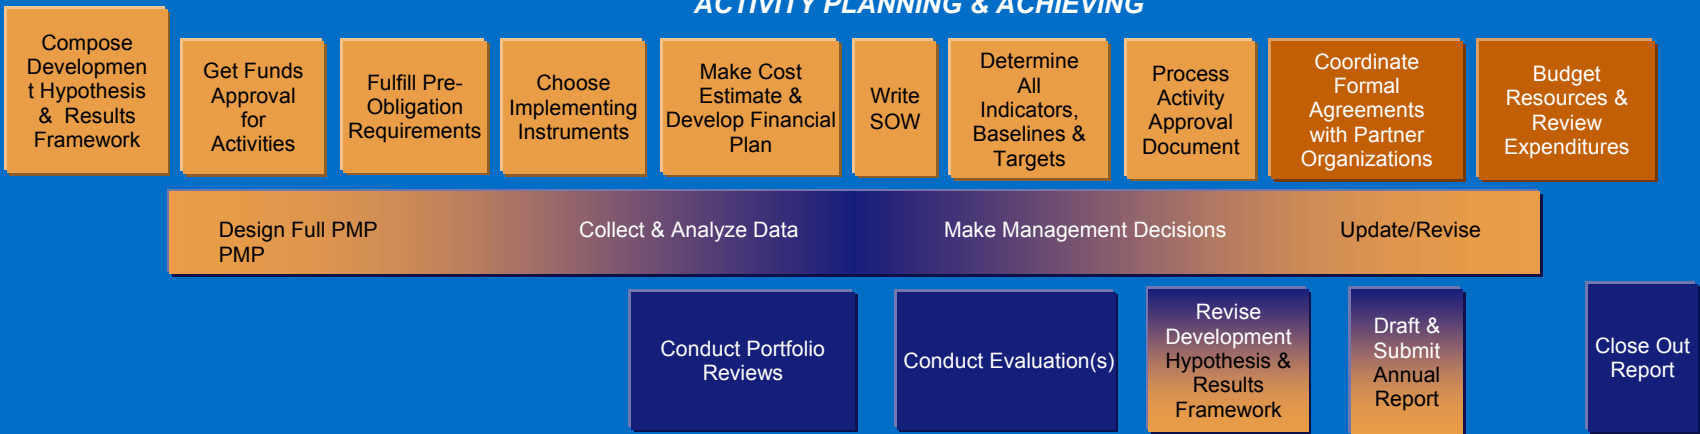 ACTIVITY PLANNING & ACHIEVING
Compose
Developmen
t Hypothesis
& Results
Framework
Get Funds
Approval
for
Activities
Fulfill Pre-
Obligation
Requirements
Choose
Implementing
Instruments
Make Cost
Estimate &
Develop Financial
Plan
Write
SOW
Determine
All
Indicators,
Baselines &
Targets
Process
Activity
Approval
Document
Coordinate
Formal
Agreements
with Partner
Organizations
Budget
Resources &
Review
Expenditures
Design Full PMP
PMP
Collect & Analyze Data
Make Management Decisions
Update/Revise
Conduct Portfolio
Reviews
Conduct Evaluation(s)
Revise
Development
Hypothesis &
Results
Framework
Draft &
Submit
Annual
Report
Close Out
Report